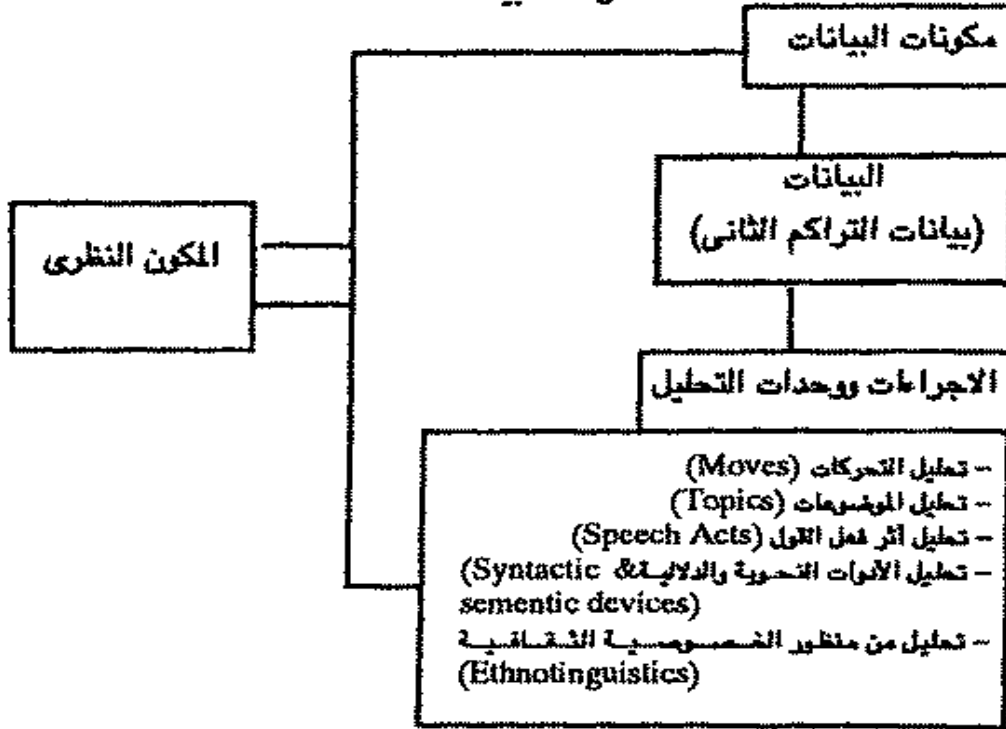 مكونات البيانات
البيانات
(بيانات التراكم الثانى)
المكون النظرى
الاجراءات ووحدات التحليل
– تحليل التحركات (Moves)
– تحليل الموضوعات (Topics)
– تحليل أثر فعل القول (Speech Acts)
– تحليل الأدوات النحوية والدلالية (Syntactic &
sementic devices)
– تحليل من منظور الخصوصية الثقافية
(Ethnotinguistics)